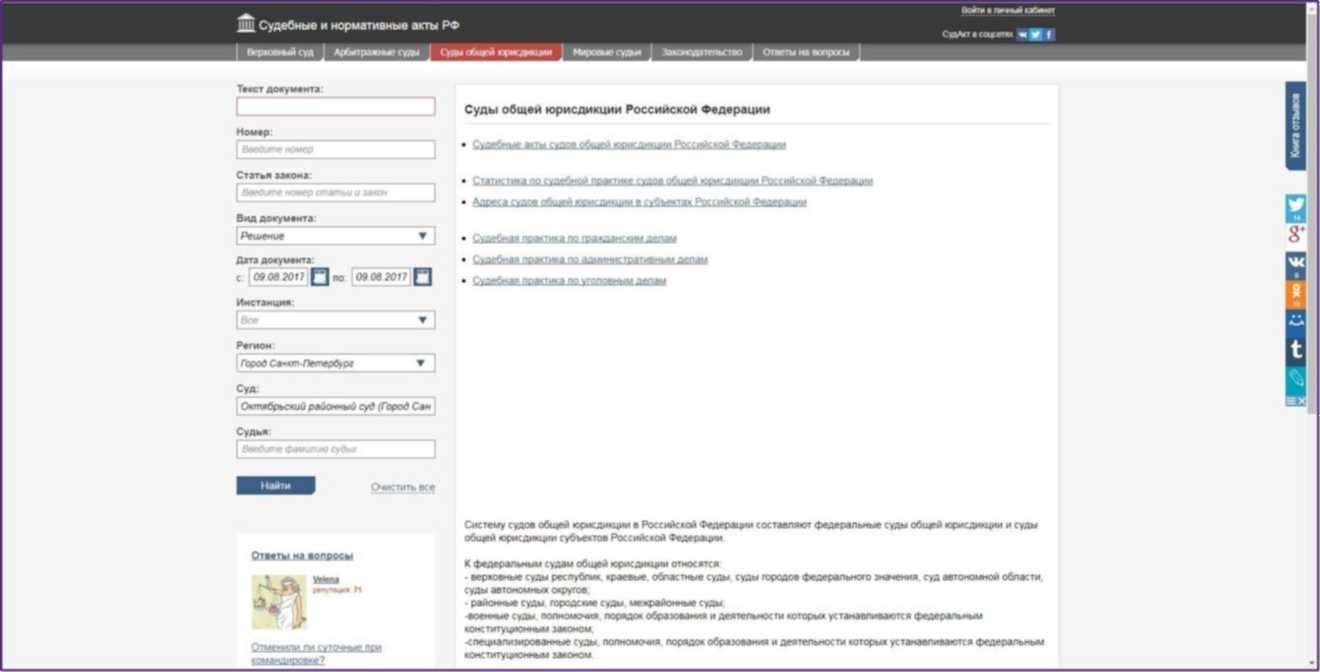 Судебные и нормативные акты РФ
Войти в личный кабинет
СудАкт в соцсетях
Верховный суд
Арбитражные суды
Суды общей юрисдикции
Мировые судьи
Законодательство
Ответы на вопросы
Текст документа:
Номер:
Введите номер
Статья закона:
Введите номер статьи и закон
Вид документа:
Решение
Дата документа:
с: 09.08.2017 по: 09.08.2017
Инстанция:
Все
Регион:
Город Санкт-Петербург
Суд:
Октябрьский районный суд (Город Сан
Судья:
Введите фамилию судьи
Найти
Очистить все
Ответы на вопросы
Velena
репутация: 71
Отменили ли суточные при
командировке?
Суды общей юрисдикции Российской Федерации
Судебные акты судов общей юрисдикции Российской Федерации
Статистика по судебной практике судов общей юрисдикции Российской Федерации
Адреса судов общей юрисдикции в субъектах Российской Федерации
Судебная практика по гражданским делам
Судебная практика по административным делам
Судебная практика по уголовным делам
Систему судов общей юрисдикции в Российской Федерации составляют федеральные суды общей юрисдикции и суды
общей юрисдикции субъектов Российской Федерации.
К федеральным судам общей юрисдикции относятся:
- верховные суды республик, краевые, областные суды, суды городов федерального значения, суд автономной области,
суды автономных округов;
- районные суды, городские суды, межрайонные суды;
-военные суды, полномочия, порядок образования и деятельности которых устанавливаются федеральным
конституционным законом;
-специализированные суды, полномочия, порядок образования и деятельности которых устанавливаются федеральным
конституционным законом.
Книга отзывов
14